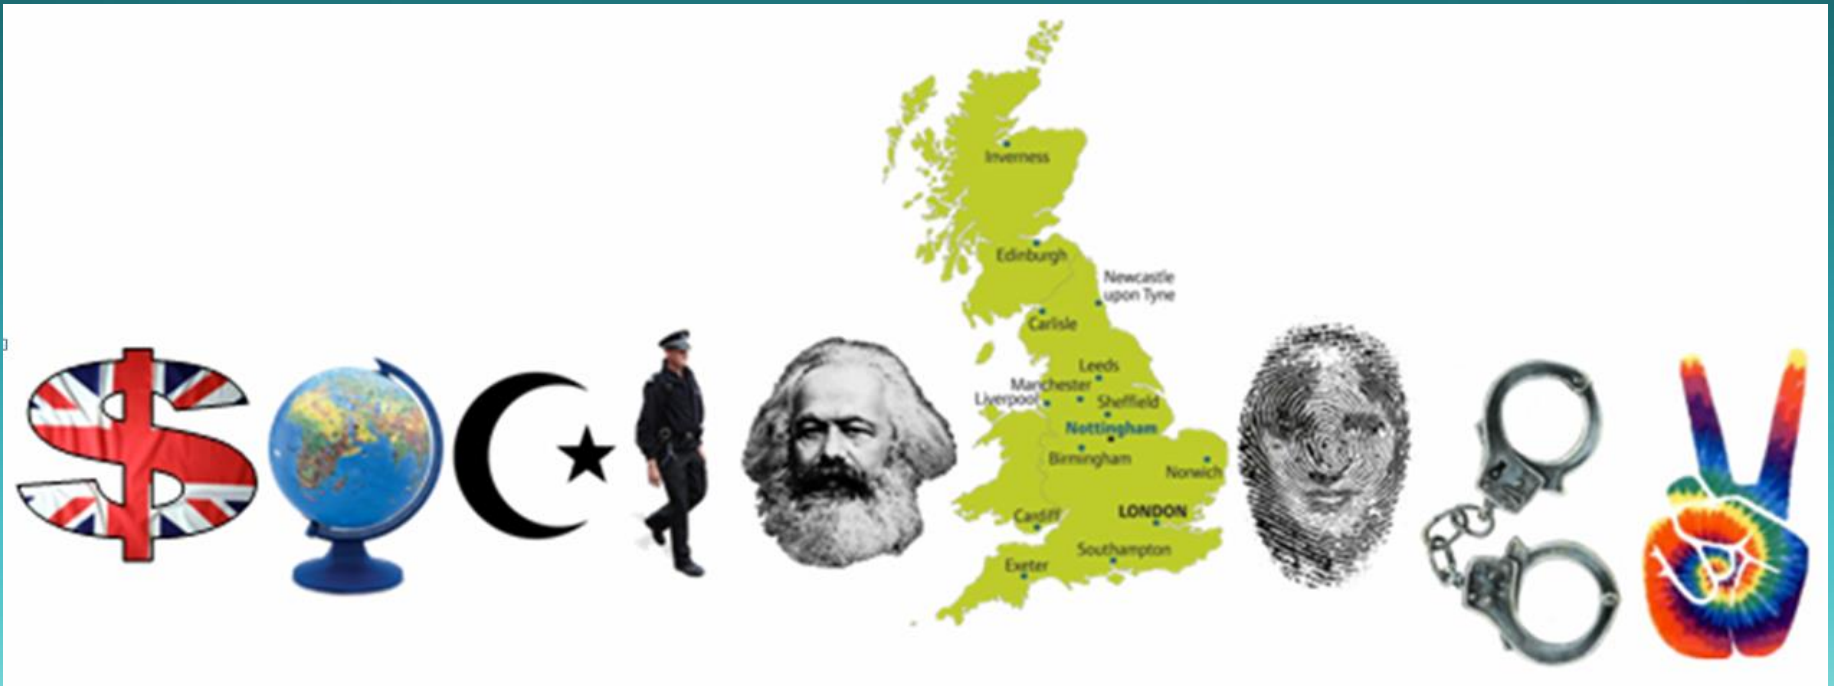 Inverness
Edinburgh
Newcastle
upon Tyne
Carlisle
Leeds
Manchester
Liverpool
Sheffield
Nottingham
Birmingham
Norwich
Cardiff
LONDON
Southampton
Exeter